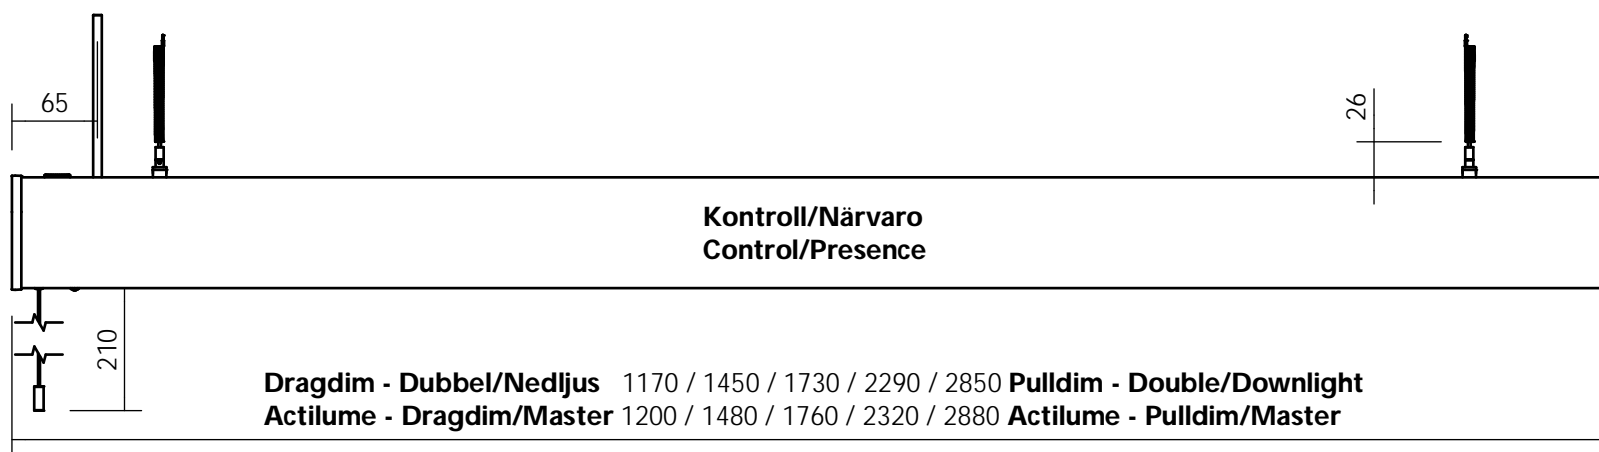 65
26
Kontroll/Närvaro
Control/Presence
210
Dragdim - Dubbel/Nedljus 1170 / 1450 / 1730 / 2290 / 2850 Pulldim - Double/Downlight
Actilume - Dragdim/Master 1200 / 1480 / 1760 / 2320 / 2880 Actilume - Pulldim/Master